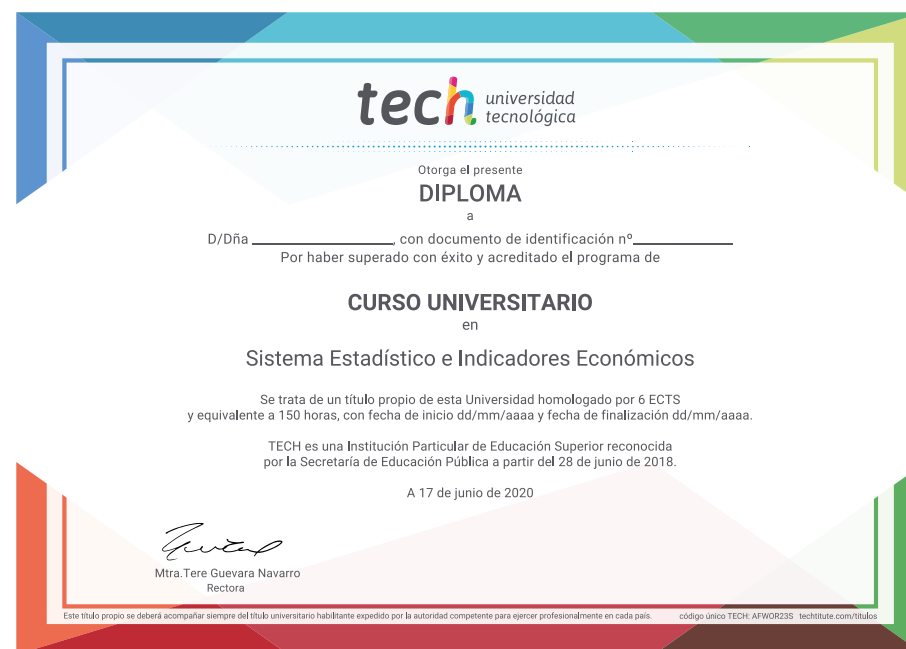 tech universidad
tecnológica
Otorga el presente
DIPLOMA
a
D/Dña ____________________, con documento de identificación nº______________
Por haber superado con éxito y acreditado el programa de
CURSO UNIVERSITARIO
en
Sistema Estadístico e Indicadores Económicos
Se trata de un título propio de esta Universidad homologado por 6 ECTS
y equivalente a 150 horas, con fecha de inicio dd/mm/aaaa y fecha de finalización dd/mm/aaaa.
TECH es una Institución Particular de Educación Superior reconocida
por la Secretaría de Educación Pública a partir del 28 de junio de 2018.
A 17 de junio de 2020
Mtra.Tere Guevara Navarro
Rectora
Este título propio se deberá acompañar siempre del título universitario habilitante expedido por la autoridad competente para ejercer profesionalmente en cada país. código único TECH: AFWOR23S techtitute.com/titulos